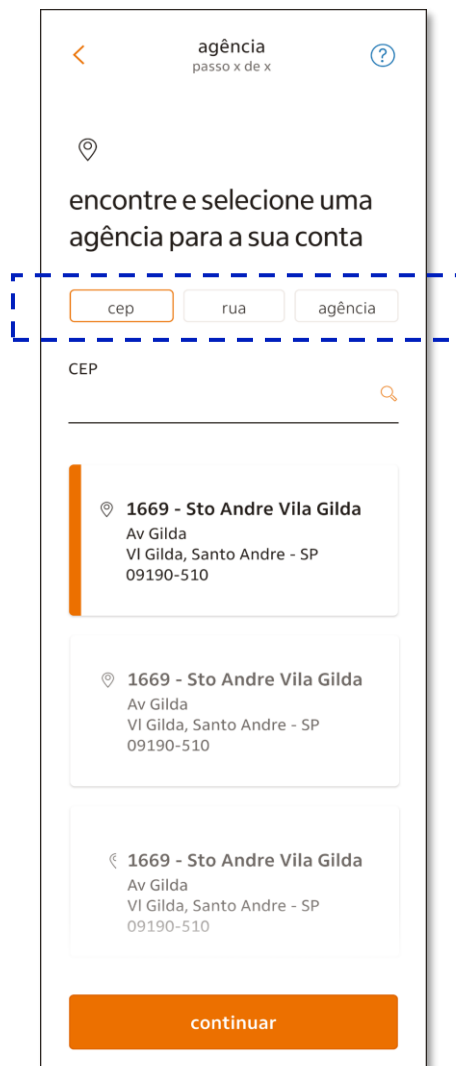 agência
passo x de x
?
encontre e selecione uma
agência para a sua conta
cep rua agência
CEP
1669 - Sto Andre Vila Gilda
Av Gilda
Vl Gilda, Santo Andre - SP
09190-510
1669 - Sto Andre Vila Gilda
Av Gilda
Vl Gilda, Santo Andre - SP
09190-510
1669 - Sto Andre Vila Gilda
Av Gilda
Vl Gilda, Santo Andre - SP
09190-510
continuar